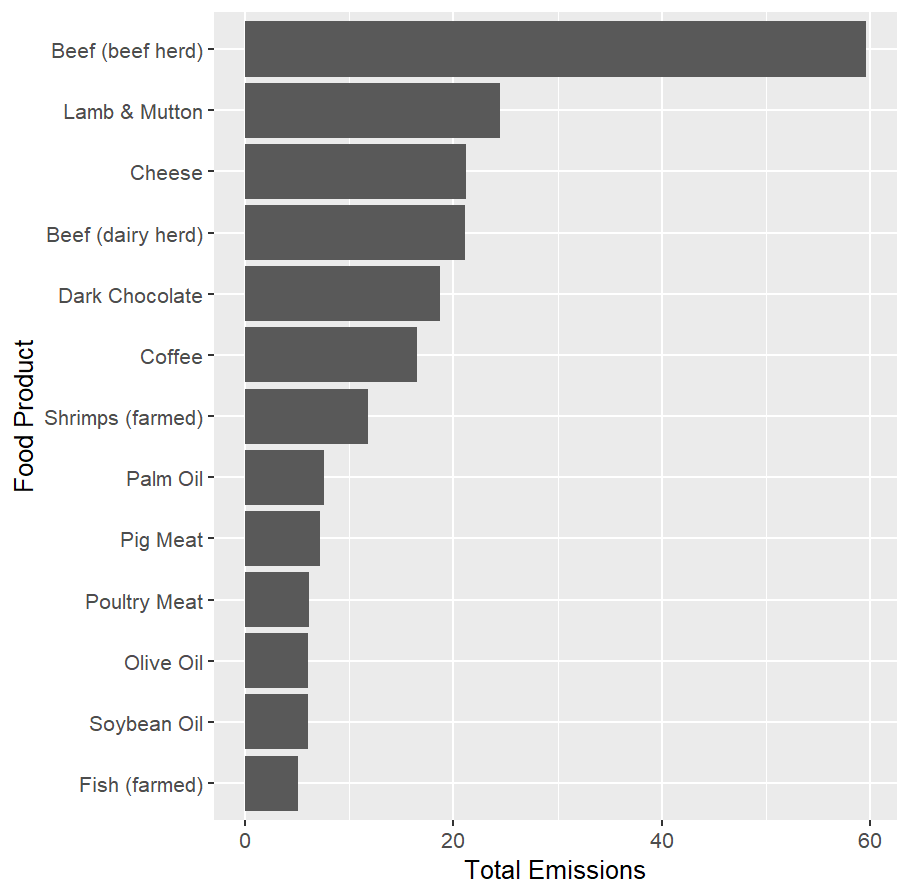 Beef (beef herd)
Lamb & Mutton
Cheese
Beef (dairy herd)
Dark Chocolate
Coffee
Shrimps (farmed)
Palm Oil
Pig Meat
Poultry Meat
Olive Oil
Soybean Oil
Fish (farmed)
Food Product
0 20 40 60
Total Emissions